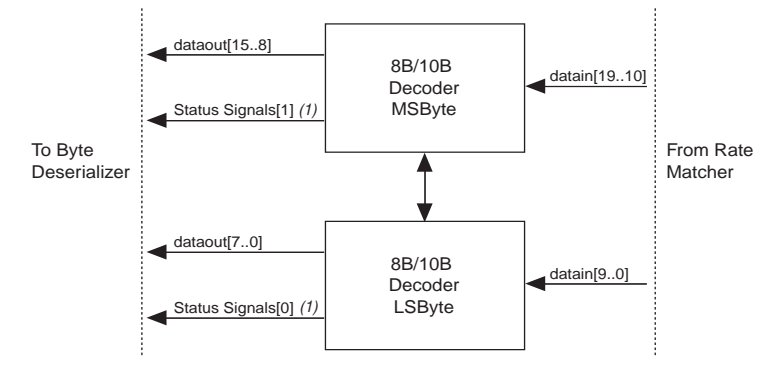 dataout[15..8]
8B/10B
Decoder
MSByte
datain[19..10]
Status Signals[1] (1)
To Byte
Deserializer
From Rate
Matcher
dataout[7..0]
8B/10B
Decoder
LSByte
datain[9..0]
Status Signals[0] (1)